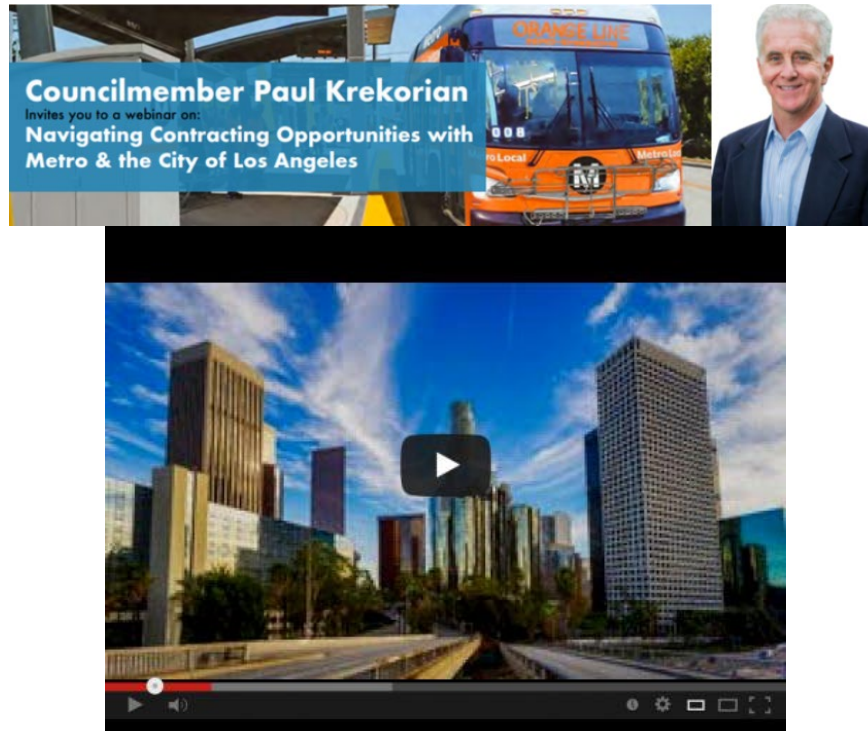 Councilmember Paul Krekorian
Invites you to a webinar on:
Navigating Contracting Opportunities with
Metro & the City of Los Angeles
ORANGE LINE
8008
Metro Local
Metro Local
M